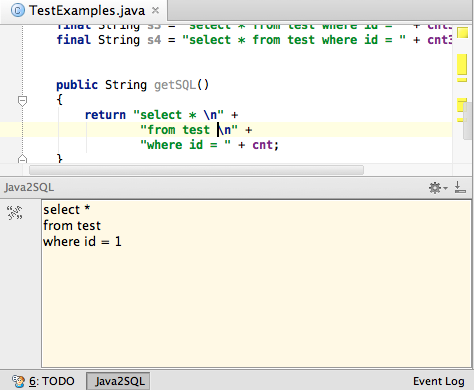 TestExamples.java
final String s3 = "select * from test where id = " + cnt
final String s4 = "select * from test where id = " + cnt3
public String getSQL()
{
return "select * \n" +
"from test \n" +
"where id = " + cnt;
}
Java2SQL
select *
from test
where id = 1
6: TODO
Java2SQL
Event Log